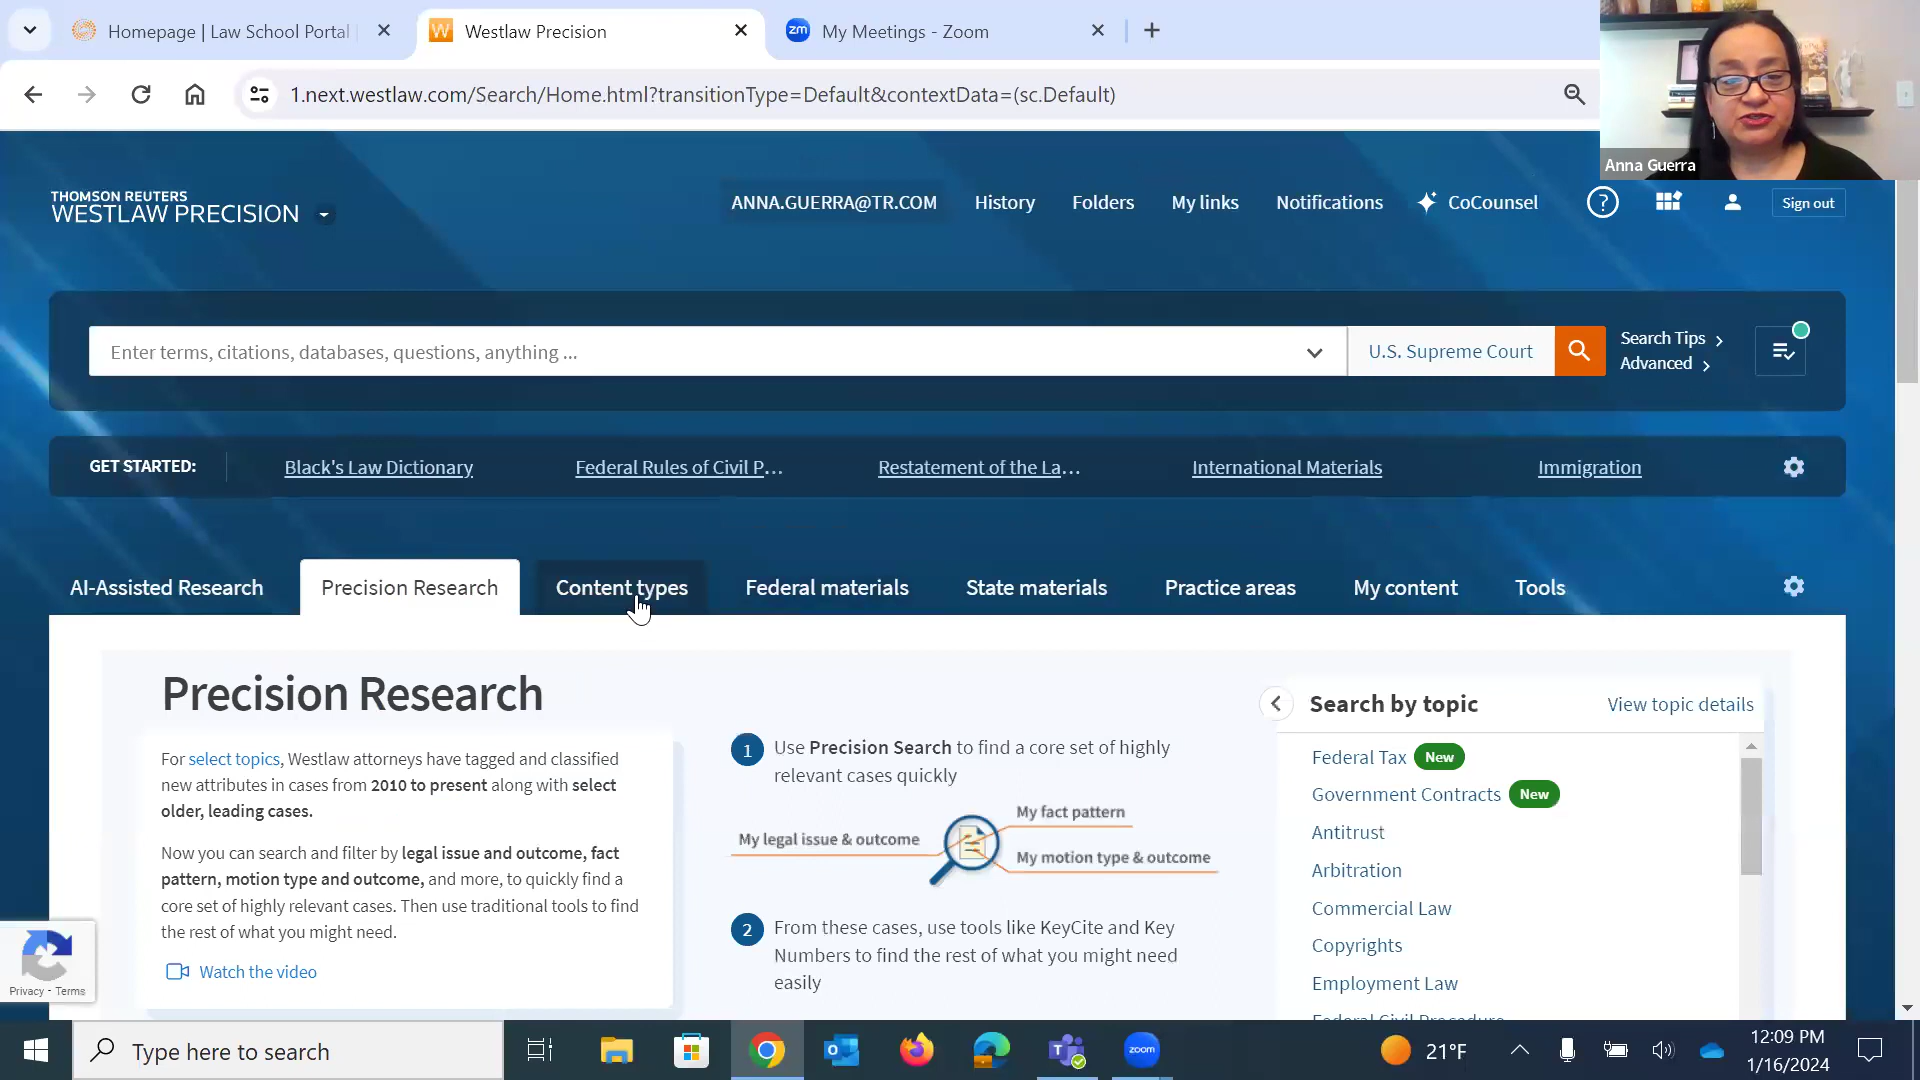 Homepage | Law School Portal
Westlaw Precision
zm
My Meetings - Zoom
1.next.westlaw.com/Search/Home.html?transitionType=Default&contextData=(sc.Default)
Anna Guerra
THOMSON REUTERS
WESTLAW PRECISION
ANNA.GUERRA@TR.COM
History
Folders
My links
Notifications
CoCounsel
?
Sign out
Enter terms, citations, databases, questions, anything ...
U.S. Supreme Court
Search Tips
Advanced
GET STARTED:
Black's Law Dictionary
Federal Rules of Civil P...
Restatement of the La...
International Materials
Immigration
AI-Assisted Research
Precision Research
Content types
Federal materials
State materials
Practice areas
My content
Tools
Precision Research
For select topics, Westlaw attorneys have tagged and classified
new attributes in cases from 2010 to present along with select
older, leading cases.
Now you can search and filter by legal issue and outcome, fact
pattern, motion type and outcome, and more, to quickly find a
core set of highly relevant cases. Then use traditional tools to find
the rest of what you might need.
Watch the video
1
Use Precision Search to find a core set of highly
relevant cases quickly
My fact pattern
My legal issue & outcome
My motion type & outcome
2
From these cases, use tools like KeyCite and Key
Numbers to find the rest of what you might need
easily
Search by topic
View topic details
Federal Tax New
Government Contracts New
Antitrust
Arbitration
Commercial Law
Copyrights
Employment Law
Federal Civil Procedure
Privacy - Terms
Type here to search
zoom
21°F
12:09 PM
1/16/2024